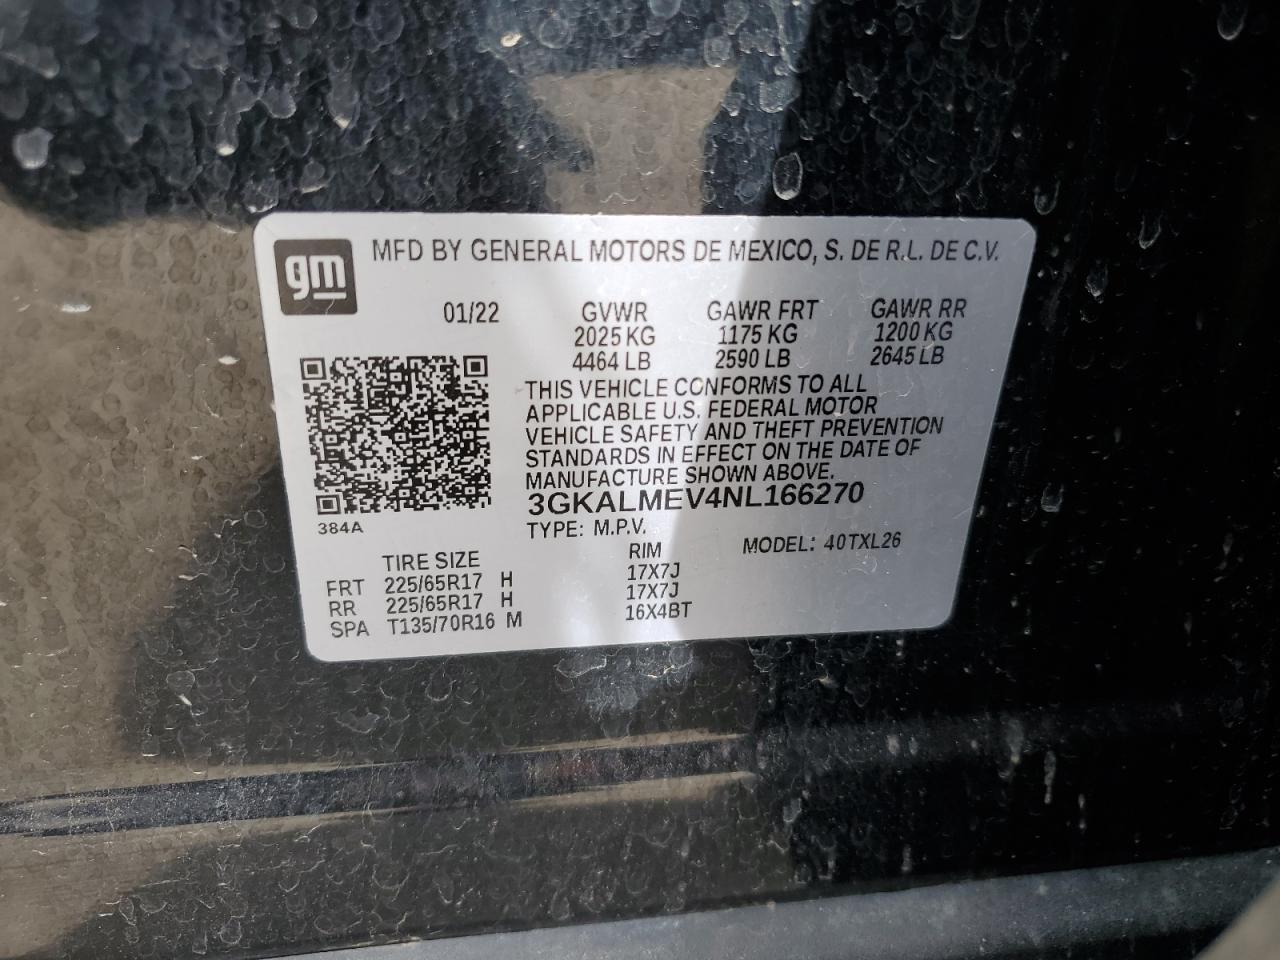 gm
MFD BY GENERAL MOTORS DE MEXICO, S. DE R.L. DE C.V.
01/22 GVWR GAWR FRT GAWR RR
2025 KG 1175 KG 1200 KG
4464 LB 2590 LB 2645 LB
THIS VEHICLE CONFORMS TO ALL
APPLICABLE U.S. FEDERAL MOTOR
VEHICLE SAFETY AND THEFT PREVENTION
STANDARDS IN EFFECT ON THE DATE OF
MANUFACTURE SHOWN ABOVE.
3GKALMEV4NL166270
384A
TYPE: M.P.V. MODEL: 40TXL26
TIRE SIZE RIM
FRT 225/65R17 H 17X7J
RR 225/65R17 H 17X7J
SPA T135/70R16 M 16X4BT